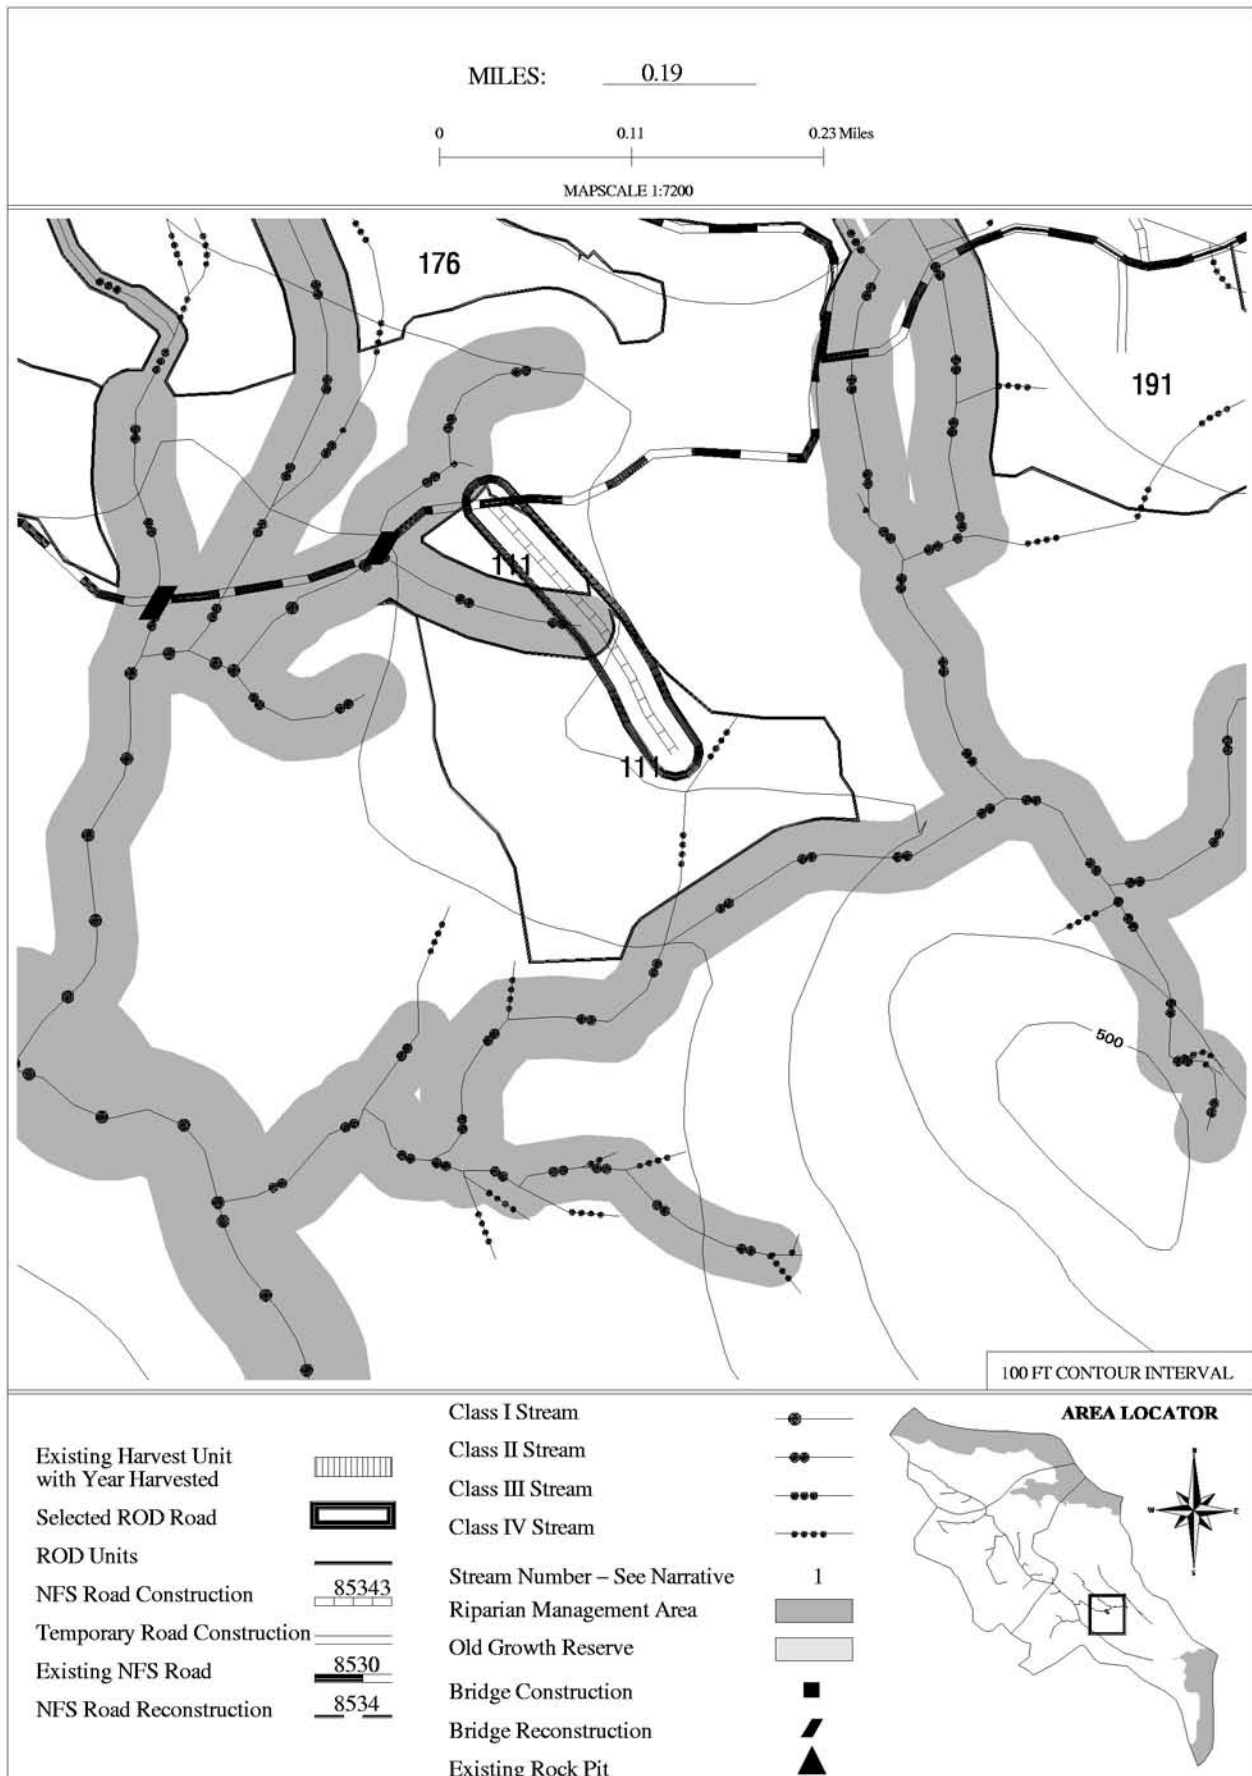 MILES: 0.19
0 0.11 0.23 Miles
MAPSCALE 1:7200
176
191
111
111
500
100 FT CONTOUR INTERVAL
Existing Harvest Unit
with Year Harvested
Selected ROD Road
ROD Units
NFS Road Construction 85343
Temporary Road Construction
Existing NFS Road 8530
NFS Road Reconstruction 8534
Class I Stream
Class II Stream
Class III Stream
Class IV Stream
Stream Number – See Narrative 1
Riparian Management Area
Old Growth Reserve
Bridge Construction
Bridge Reconstruction
Existing Rock Pit
AREA LOCATOR
N
W E
S